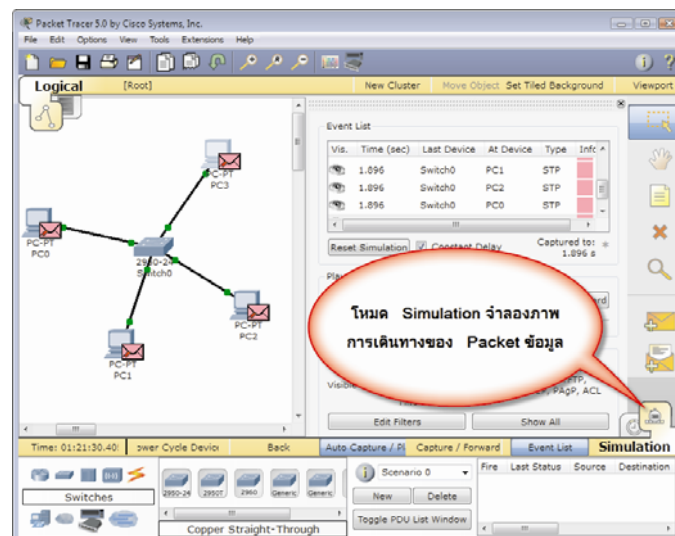 Packet Tracer 5.0 by Cisco Systems, Inc.
File Edit Options View Tools Extensions Help
Logical [Root] New Cluster Move Object Set Tiled Background Viewport
Event List
Vis. Time (sec) Last Device At Device Type Info
1.896 Switch0 PC1 STP
1.896 Switch0 PC2 STP
1.896 Switch0 PC0 STP
Reset Simulation Constant Delay Captured to:
1.896 s
PC-PT
PC3
PC-PT
PC0
2950-24
Switch0
PC-PT
PC2
PC-PT
PC1
โหมด Simulation จำลองภาพ
การเดินทางของ Packet ข้อมูล
PAgP, ACL
Edit Filters Show All
Time: 01:21:30.40 Back Capture / Forward Event List Simulation
Switches
2950-24 2950T 2960 Generic Generic
Copper Straight-Through
Scenario 0
New Delete
Toggle PDU List Window
Fire Last Status Source Destination